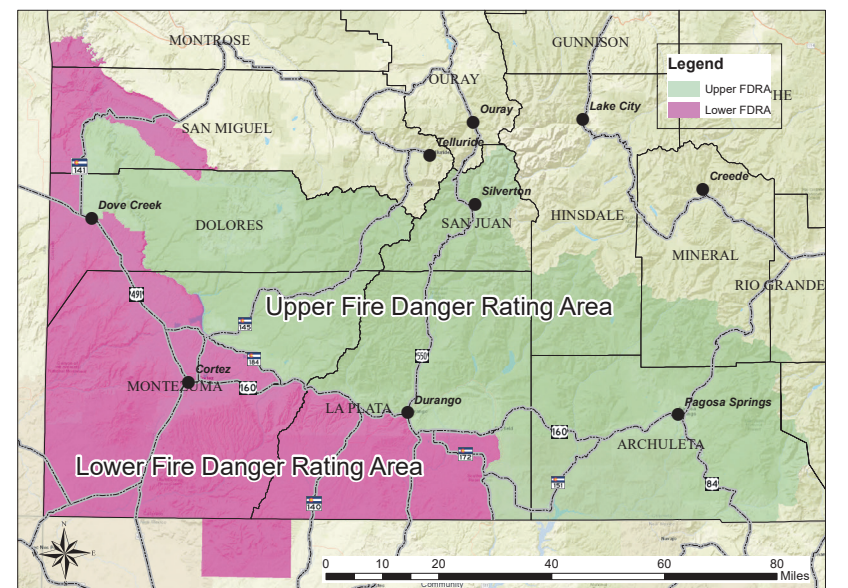 MONTROSE
GUNNISON
Legend
Upper FDRA
Lower FDRA
HE
OURAY
Ouray
Lake City
SAN MIGUEL
Telluride
141
Creede
Silverton
Dove Creek
DOLORES
SAN JUAN
HINSDALE
MINERAL
RIO GRANDE
491
Upper Fire Danger Rating Area
145
550
184
Cortez
MONTEZUMA
160
LA PLATA
Durango
Pagosa Springs
160
ARCHULETA
172
Lower Fire Danger Rating Area
151
84
140
N
E
0 10 20 40 60 80
Miles
Community